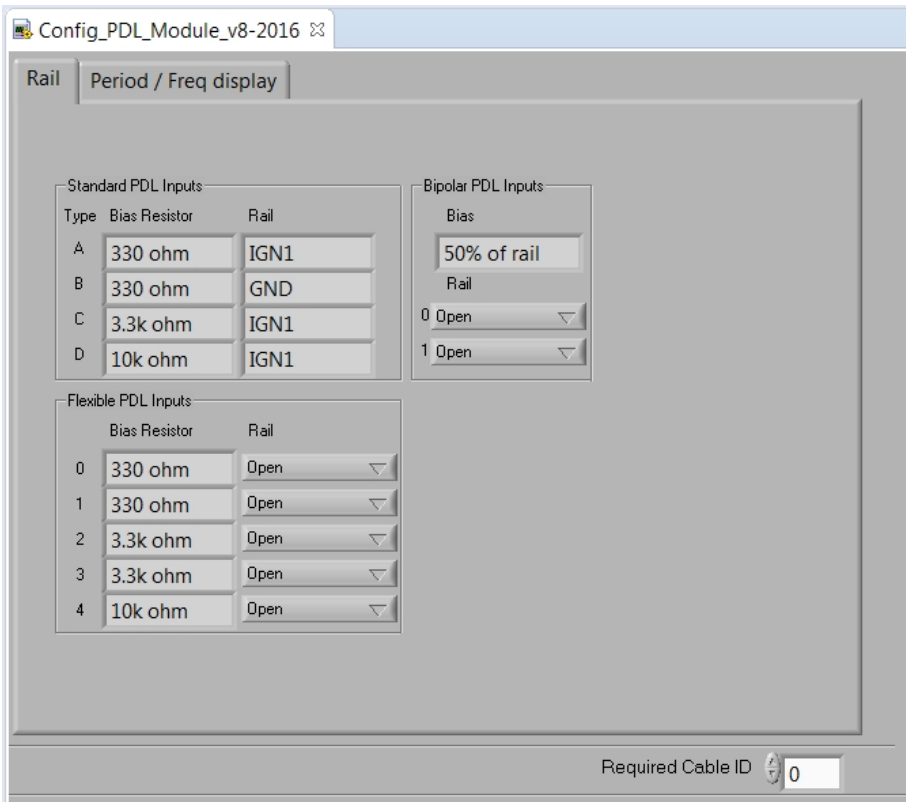 Config_PDL_Module_v8-2016
Rail
Period / Freq display
Standard PDL Inputs
Type Bias Resistor Rail
A 330 ohm IGN1
B 330 ohm GND
C 3.3k ohm IGN1
D 10k ohm IGN1
Bipolar PDL Inputs
Bias
50% of rail
Rail
0 Open
1 Open
Flexible PDL Inputs
Bias Resistor Rail
0 330 ohm Open
1 330 ohm Open
2 3.3k ohm Open
3 3.3k ohm Open
4 10k ohm Open
Required Cable ID 0